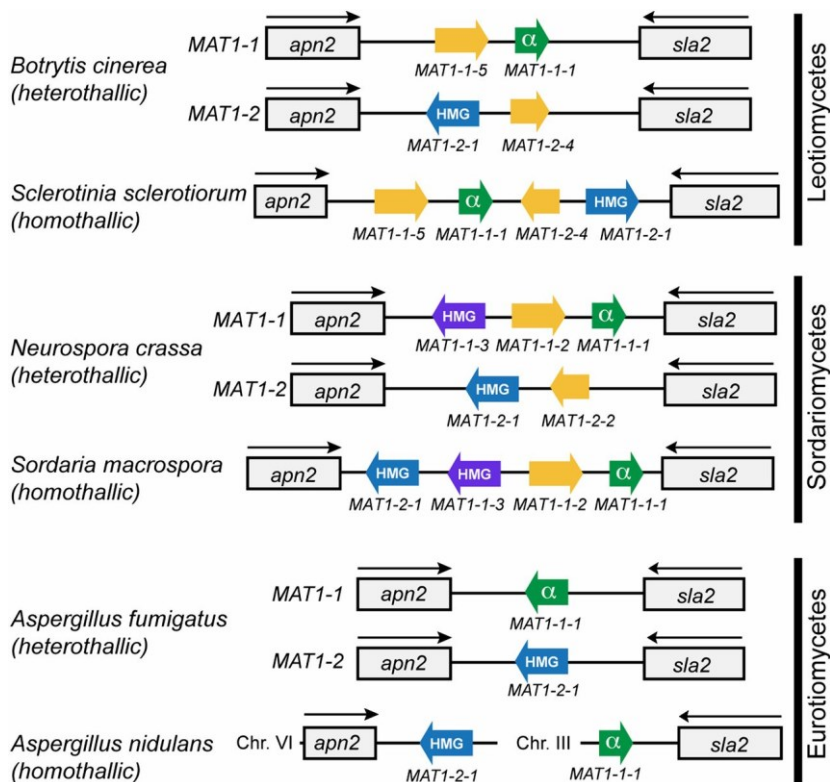 MAT1-1 apn2 α sla2
MAT1-1-5 MAT1-1-1
Botrytis cinerea
(heterothallic)
MAT1-2 apn2 HMG sla2
MAT1-2-1 MAT1-2-4
Sclerotinia sclerotiorum
(homothallic)
apn2 α HMG sla2
MAT1-1-5 MAT1-1-1 MAT1-2-4 MAT1-2-1
Leotiomycetes
MAT1-1 apn2 HMG α sla2
MAT1-1-3 MAT1-1-2 MAT1-1-1
Neurospora crassa
(heterothallic)
MAT1-2 apn2 HMG sla2
MAT1-2-1 MAT1-2-2
Sordaria macrospora
(homothallic)
apn2 HMG HMG α sla2
MAT1-2-1 MAT1-1-3 MAT1-1-2 MAT1-1-1
Sordariomycetes
MAT1-1 apn2 α sla2
MAT1-1-1
Aspergillus fumigatus
(heterothallic)
MAT1-2 apn2 HMG sla2
MAT1-2-1
Aspergillus nidulans
(homothallic)
Chr. VI apn2 HMG Chr. III α sla2
MAT1-2-1 MAT1-1-1
Eurotiomycetes